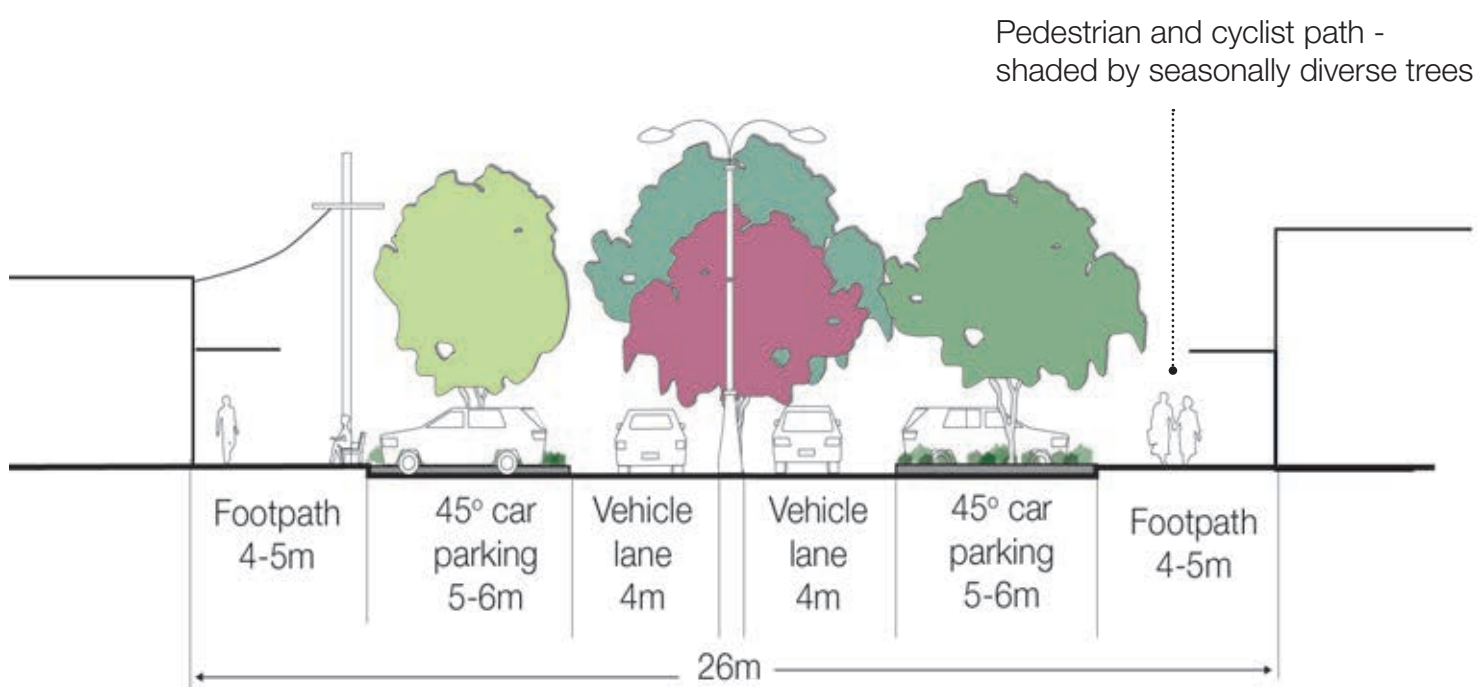 Pedestrian and cyclist path -
shaded by seasonally diverse trees
Footpath
4-5m
45º car
parking
5-6m
Vehicle
lane
4m
Vehicle
lane
4m
45º car
parking
5-6m
Footpath
4-5m
26m